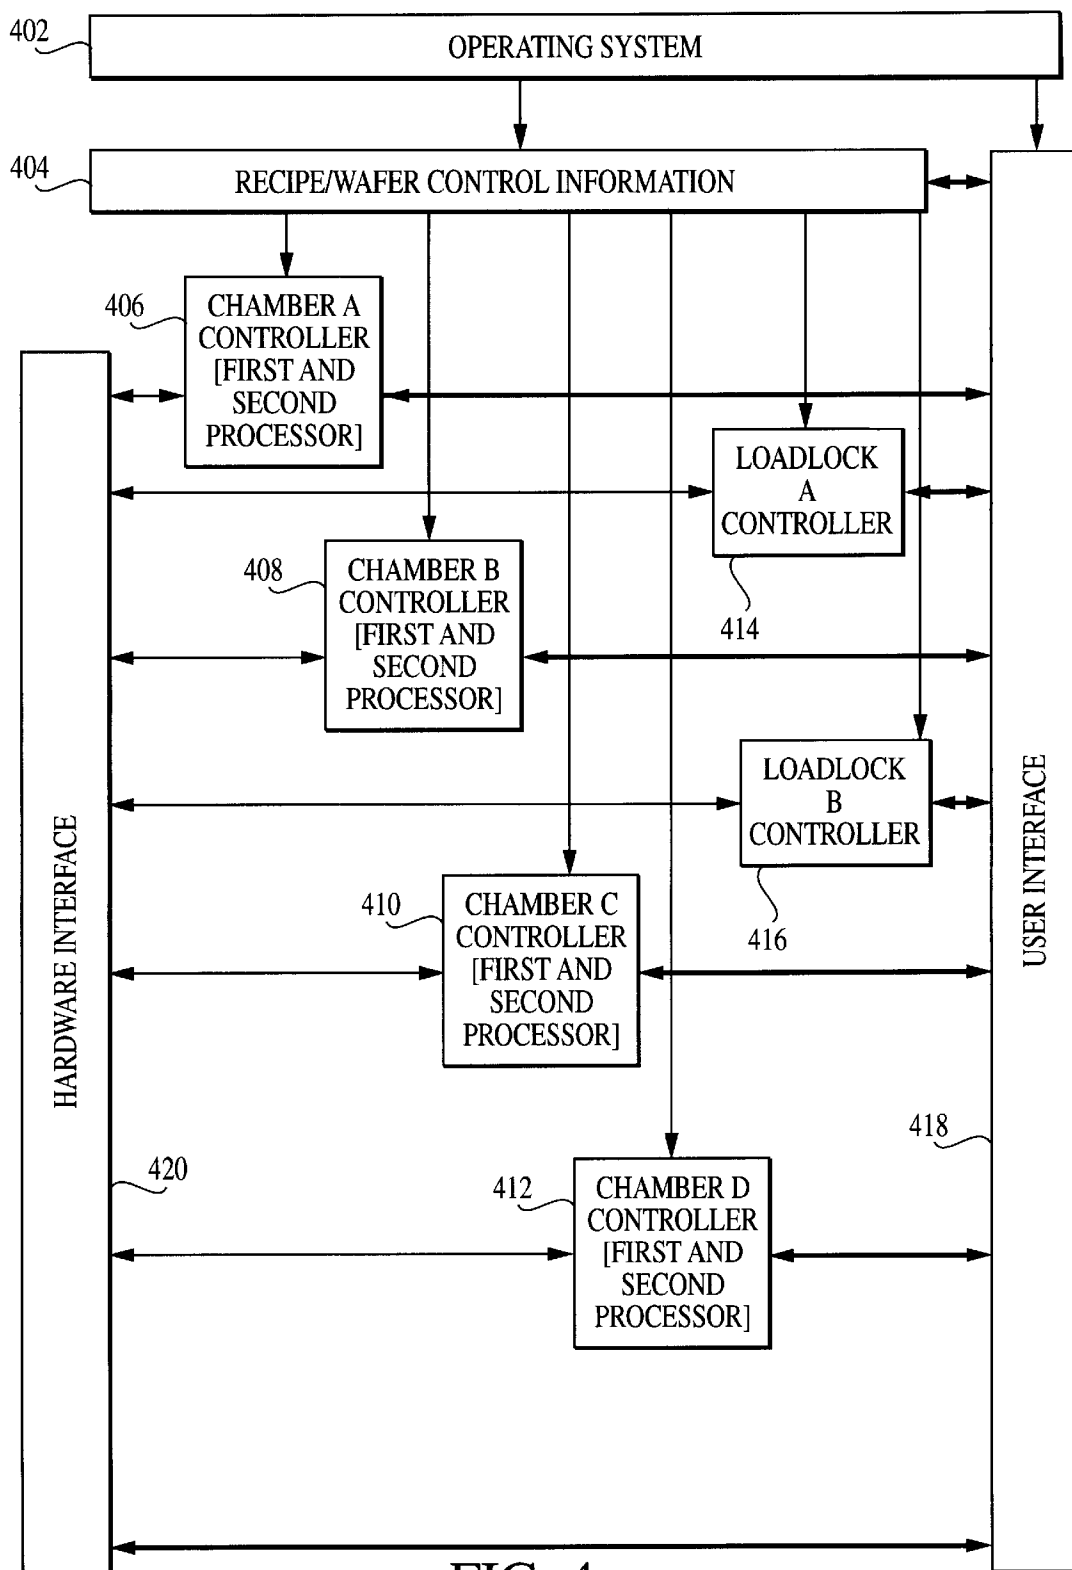 402
OPERATING SYSTEM
404
RECIPE/WAFER CONTROL INFORMATION
406
CHAMBER A
CONTROLLER
[FIRST AND
SECOND
PROCESSOR]
LOADLOCK
A
CONTROLLER
414
408
CHAMBER B
CONTROLLER
[FIRST AND
SECOND
PROCESSOR]
LOADLOCK
B
CONTROLLER
416
410
CHAMBER C
CONTROLLER
[FIRST AND
SECOND
PROCESSOR]
HARDWARE INTERFACE
USER INTERFACE
418
420
412
CHAMBER D
CONTROLLER
[FIRST AND
SECOND
PROCESSOR]
FIG. 4